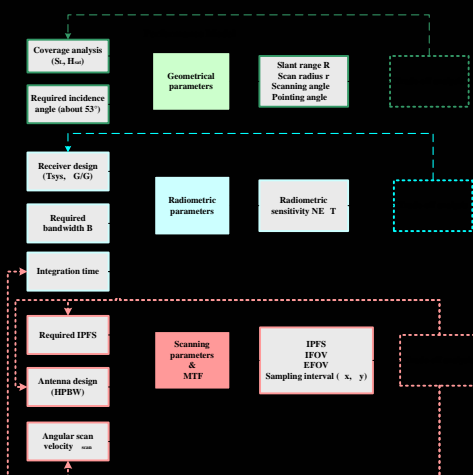 Coverage analysis
(SL, Hsat)
Required incidence
angle (about 53°)
Geometrical
parameters
Slant range R
Scan radius r
Scanning angle
Pointing angle
Receiver design
(Tsys, G/G)
Required
bandwidth B
Integration time
Radiometric
parameters
Radiometric
sensitivity NE T
Required IPFS
Antenna design
(HPBW)
Angular scan
velocity scan
Scanning
parameters
&
MTF
IPFS
IFOV
EFOV
Sampling interval ( x, y)